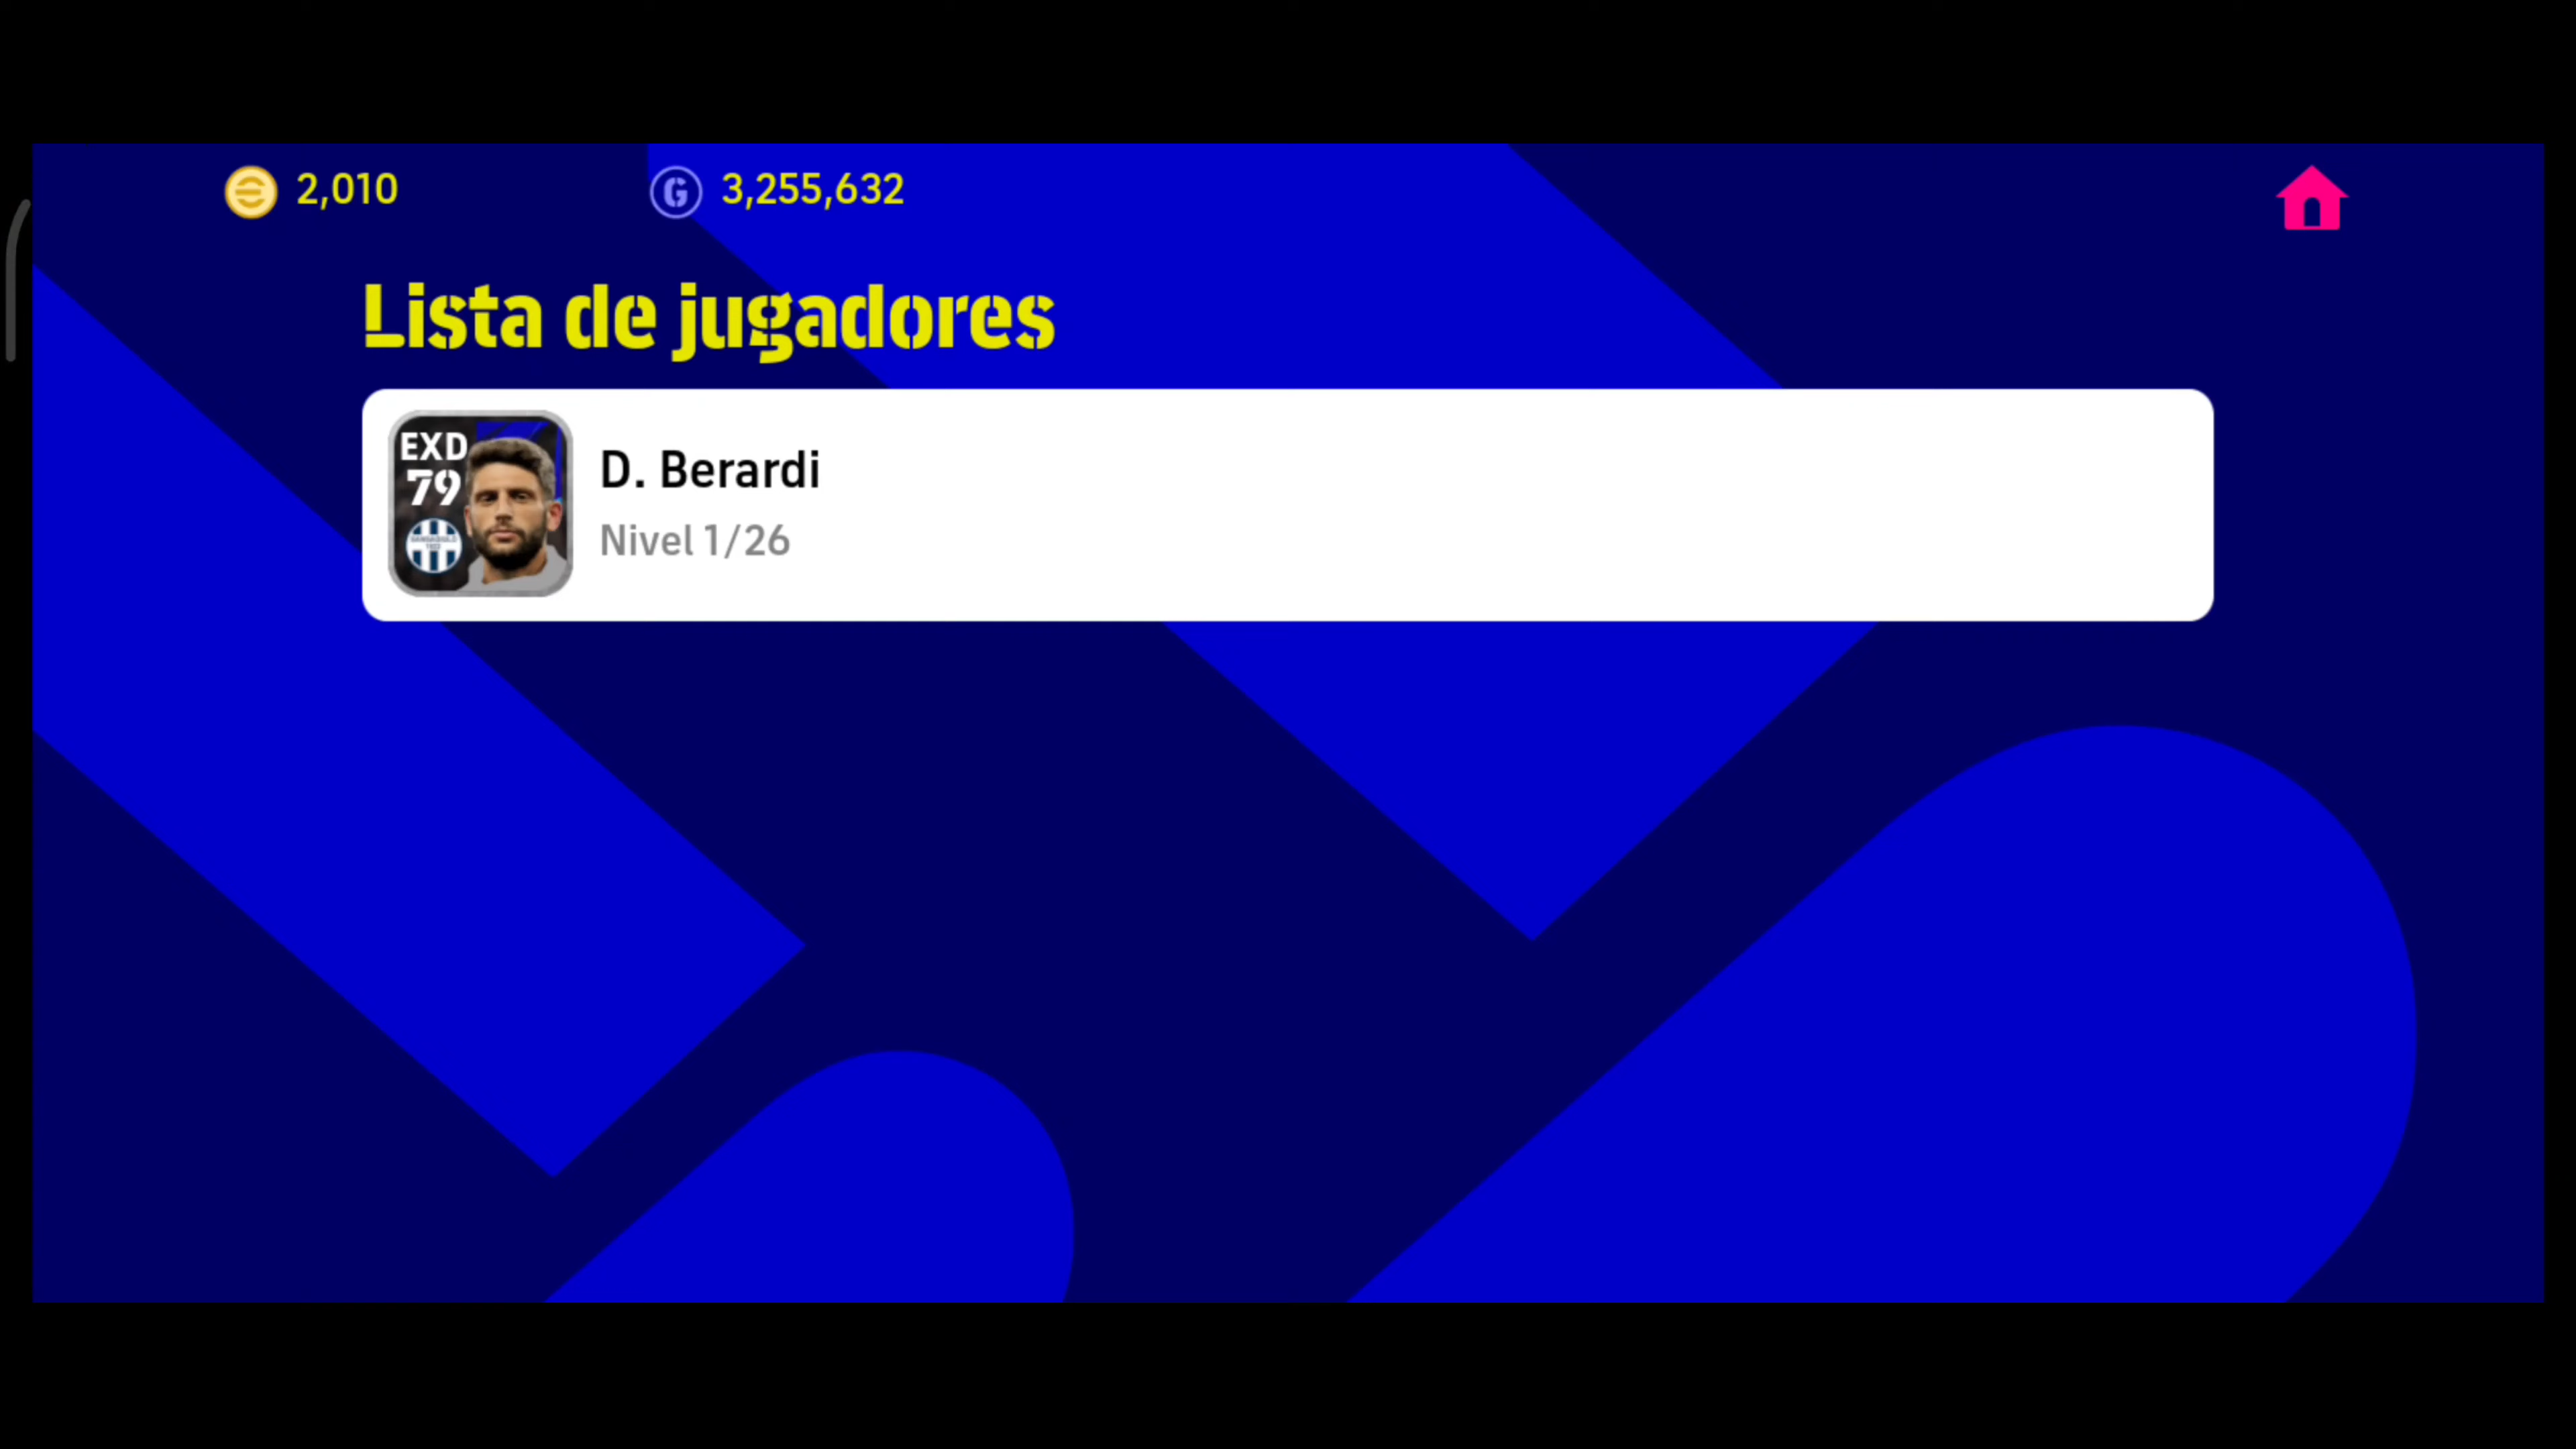 2,010
G 3,255,632
Lista de jugadores
EXD
79
D. Berardi
Nivel 1/26